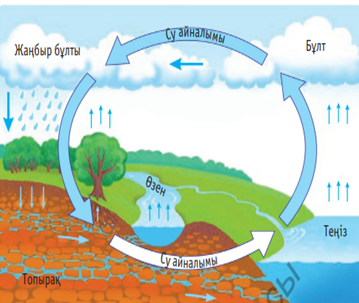 Су айналымы
Жаңбыр бұлты
Бұлт
Өзен
Теңіз
Су айналымы
Топырақ